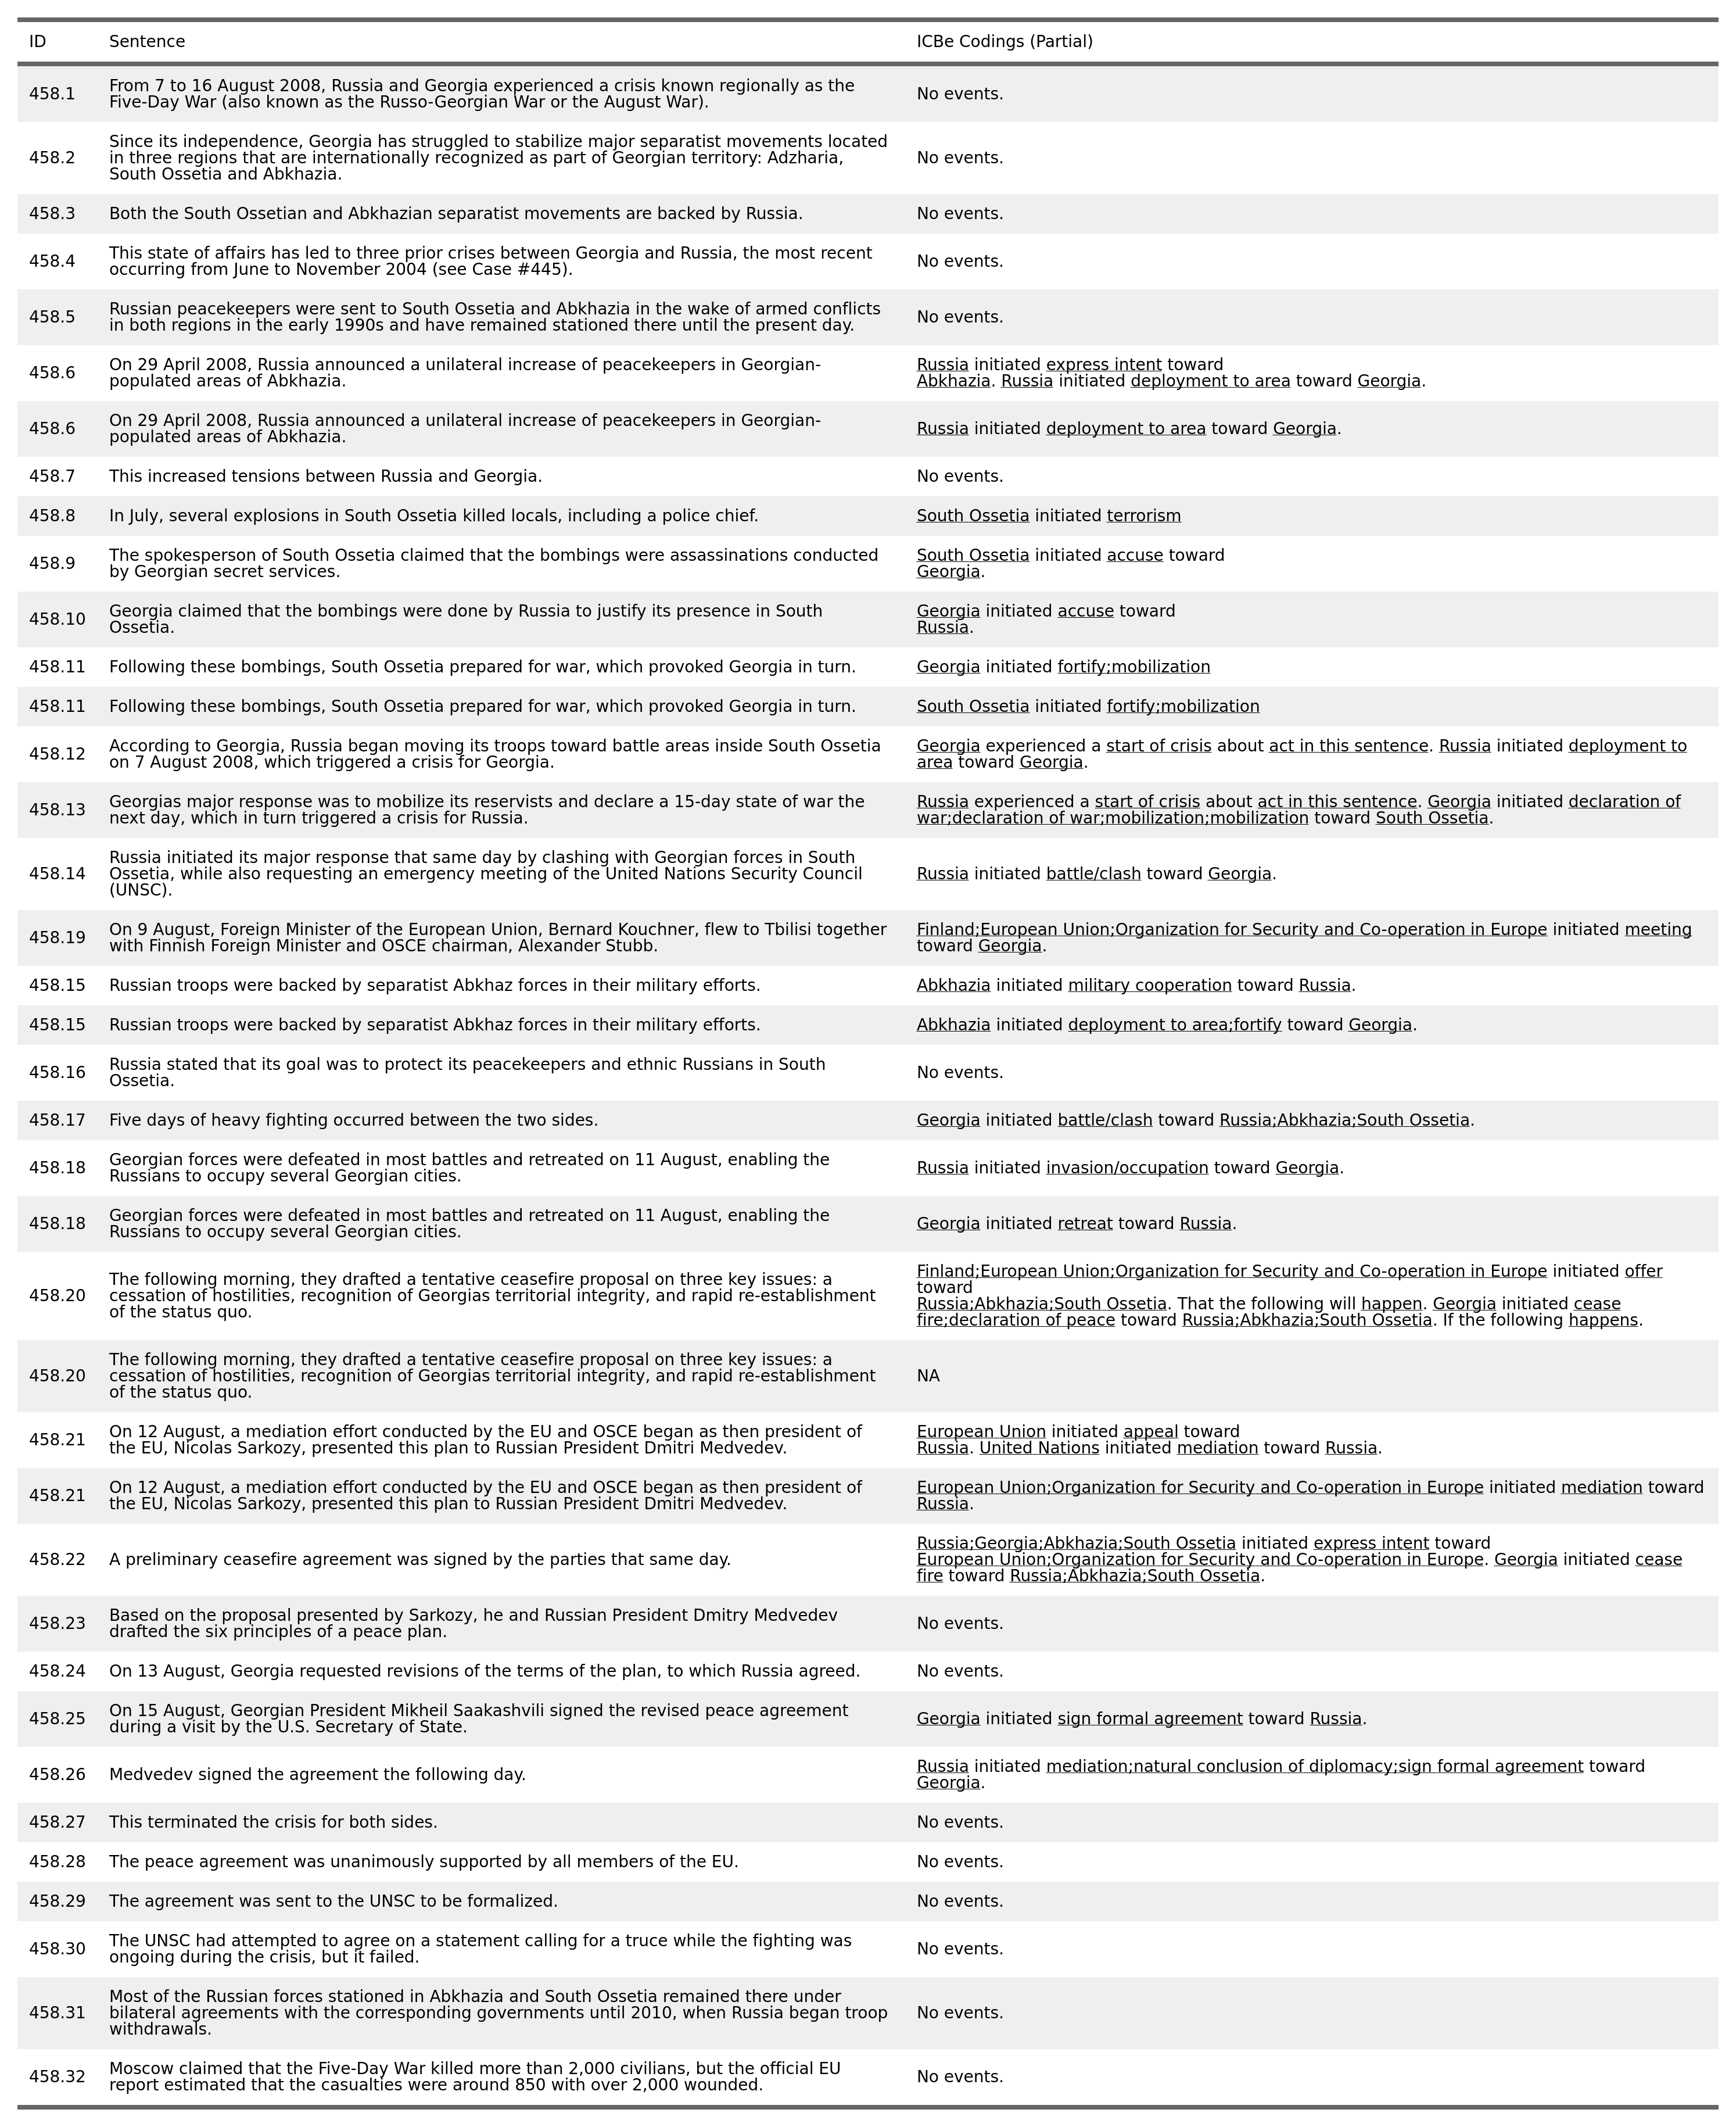 ID Sentence ICBe Codings (Partial)
458.1 From 7 to 16 August 2008, Russia and Georgia experienced a crisis known regionally as the
Five-Day War (also known as the Russo-Georgian War or the August War). No events.
458.2 Since its independence, Georgia has struggled to stabilize major separatist movements located
in three regions that are internationally recognized as part of Georgian territory: Adzharia, No events.
South Ossetia and Abkhazia.
458.3 Both the South Ossetian and Abkhazian separatist movements are backed by Russia. No events.
458.4 This state of affairs has led to three prior crises between Georgia and Russia, the most recent
occurring from June to November 2004 (see Case #445). No events.
458.5 Russian peacekeepers were sent to South Ossetia and Abkhazia in the wake of armed conflicts
in both regions in the early 1990s and have remained stationed there until the present day. No events.
458.6 On 29 April 2008, Russia announced a unilateral increase of peacekeepers in Georgian- Russia initiated express intent toward
populated areas of Abkhazia. Abkhazia. Russia initiated deployment to area toward Georgia.
458.6 On 29 April 2008, Russia announced a unilateral increase of peacekeepers in Georgian-
populated areas of Abkhazia. Russia initiated deployment to area toward Georgia.
458.7 This increased tensions between Russia and Georgia. No events.
458.8 In July, several explosions in South Ossetia killed locals, including a police chief. South Ossetia initiated terrorism
458.9 The spokesperson of South Ossetia claimed that the bombings were assassinations conducted South Ossetia initiated accuse toward
by Georgian secret services. Georgia.
458.10 Georgia claimed that the bombings were done by Russia to justify its presence in South Georgia initiated accuse toward
Ossetia. Russia.
458.11 Following these bombings, South Ossetia prepared for war, which provoked Georgia in turn. Georgia initiated fortify;mobilization
458.11 Following these bombings, South Ossetia prepared for war, which provoked Georgia in turn. South Ossetia initiated fortify;mobilization
458.12 According to Georgia, Russia began moving its troops toward battle areas inside South Ossetia Georgia experienced a start of crisis about act in this sentence. Russia initiated deployment to
on 7 August 2008, which triggered a crisis for Georgia. area toward Georgia.
458.13 Georgias major response was to mobilize its reservists and declare a 15-day state of war the Russia experienced a start of crisis about act in this sentence. Georgia initiated declaration of
next day, which in turn triggered a crisis for Russia. war;declaration of war;mobilization;mobilization toward South Ossetia.
458.14 Russia initiated its major response that same day by clashing with Georgian forces in South
Ossetia, while also requesting an emergency meeting of the United Nations Security Council Russia initiated battle/clash toward Georgia.
(UNSC).
458.19 On 9 August, Foreign Minister of the European Union, Bernard Kouchner, flew to Tbilisi together Finland;European Union;Organization for Security and Co-operation in Europe initiated meeting
with Finnish Foreign Minister and OSCE chairman, Alexander Stubb. toward Georgia.
458.15 Russian troops were backed by separatist Abkhaz forces in their military efforts. Abkhazia initiated military cooperation toward Russia.
458.15 Russian troops were backed by separatist Abkhaz forces in their military efforts. Abkhazia initiated deployment to area;fortify toward Georgia.
458.16 Russia stated that its goal was to protect its peacekeepers and ethnic Russians in South
Ossetia. No events.
458.17 Five days of heavy fighting occurred between the two sides. Georgia initiated battle/clash toward Russia;Abkhazia;South Ossetia.
458.18 Georgian forces were defeated in most battles and retreated on 11 August, enabling the
Russians to occupy several Georgian cities. Russia initiated invasion/occupation toward Georgia.
458.18 Georgian forces were defeated in most battles and retreated on 11 August, enabling the
Russians to occupy several Georgian cities. Georgia initiated retreat toward Russia.
458.20 The following morning, they drafted a tentative ceasefire proposal on three key issues: a Finland;European Union;Organization for Security and Co-operation in Europe initiated offer
toward
cessation of hostilities, recognition of Georgias territorial integrity, and rapid re-establishment Russia;Abkhazia;South Ossetia. That the following will happen. Georgia initiated cease
of the status quo. fire;declaration of peace toward Russia;Abkhazia;South Ossetia. If the following happens.
458.20 The following morning, they drafted a tentative ceasefire proposal on three key issues: a
cessation of hostilities, recognition of Georgias territorial integrity, and rapid re-establishment NA
of the status quo.
458.21 On 12 August, a mediation effort conducted by the EU and OSCE began as then president of European Union initiated appeal toward
the EU, Nicolas Sarkozy, presented this plan to Russian President Dmitri Medvedev. Russia. United Nations initiated mediation toward Russia.
458.21 On 12 August, a mediation effort conducted by the EU and OSCE began as then president of European Union;Organization for Security and Co-operation in Europe initiated mediation toward
the EU, Nicolas Sarkozy, presented this plan to Russian President Dmitri Medvedev. Russia.
Russia;Georgia;Abkhazia;South Ossetia initiated express intent toward
458.22 A preliminary ceasefire agreement was signed by the parties that same day. European Union;Organization for Security and Co-operation in Europe. Georgia initiated cease
fire toward Russia;Abkhazia;South Ossetia.
458.23 Based on the proposal presented by Sarkozy, he and Russian President Dmitry Medvedev
drafted the six principles of a peace plan. No events.
458.24 On 13 August, Georgia requested revisions of the terms of the plan, to which Russia agreed. No events.
458.25 On 15 August, Georgian President Mikheil Saakashvili signed the revised peace agreement
during a visit by the U.S. Secretary of State. Georgia initiated sign formal agreement toward Russia.
458.26 Medvedev signed the agreement the following day. Russia initiated mediation;natural conclusion of diplomacy;sign formal agreement toward
Georgia.
458.27 This terminated the crisis for both sides. No events.
458.28 The peace agreement was unanimously supported by all members of the EU. No events.
458.29 The agreement was sent to the UNSC to be formalized. No events.
458.30 The UNSC had attempted to agree on a statement calling for a truce while the fighting was
ongoing during the crisis, but it failed. No events.
458.31 Most of the Russian forces stationed in Abkhazia and South Ossetia remained there under
bilateral agreements with the corresponding governments until 2010, when Russia began troop No events.
withdrawals.
458.32 Moscow claimed that the Five-Day War killed more than 2,000 civilians, but the official EU
report estimated that the casualties were around 850 with over 2,000 wounded. No events.